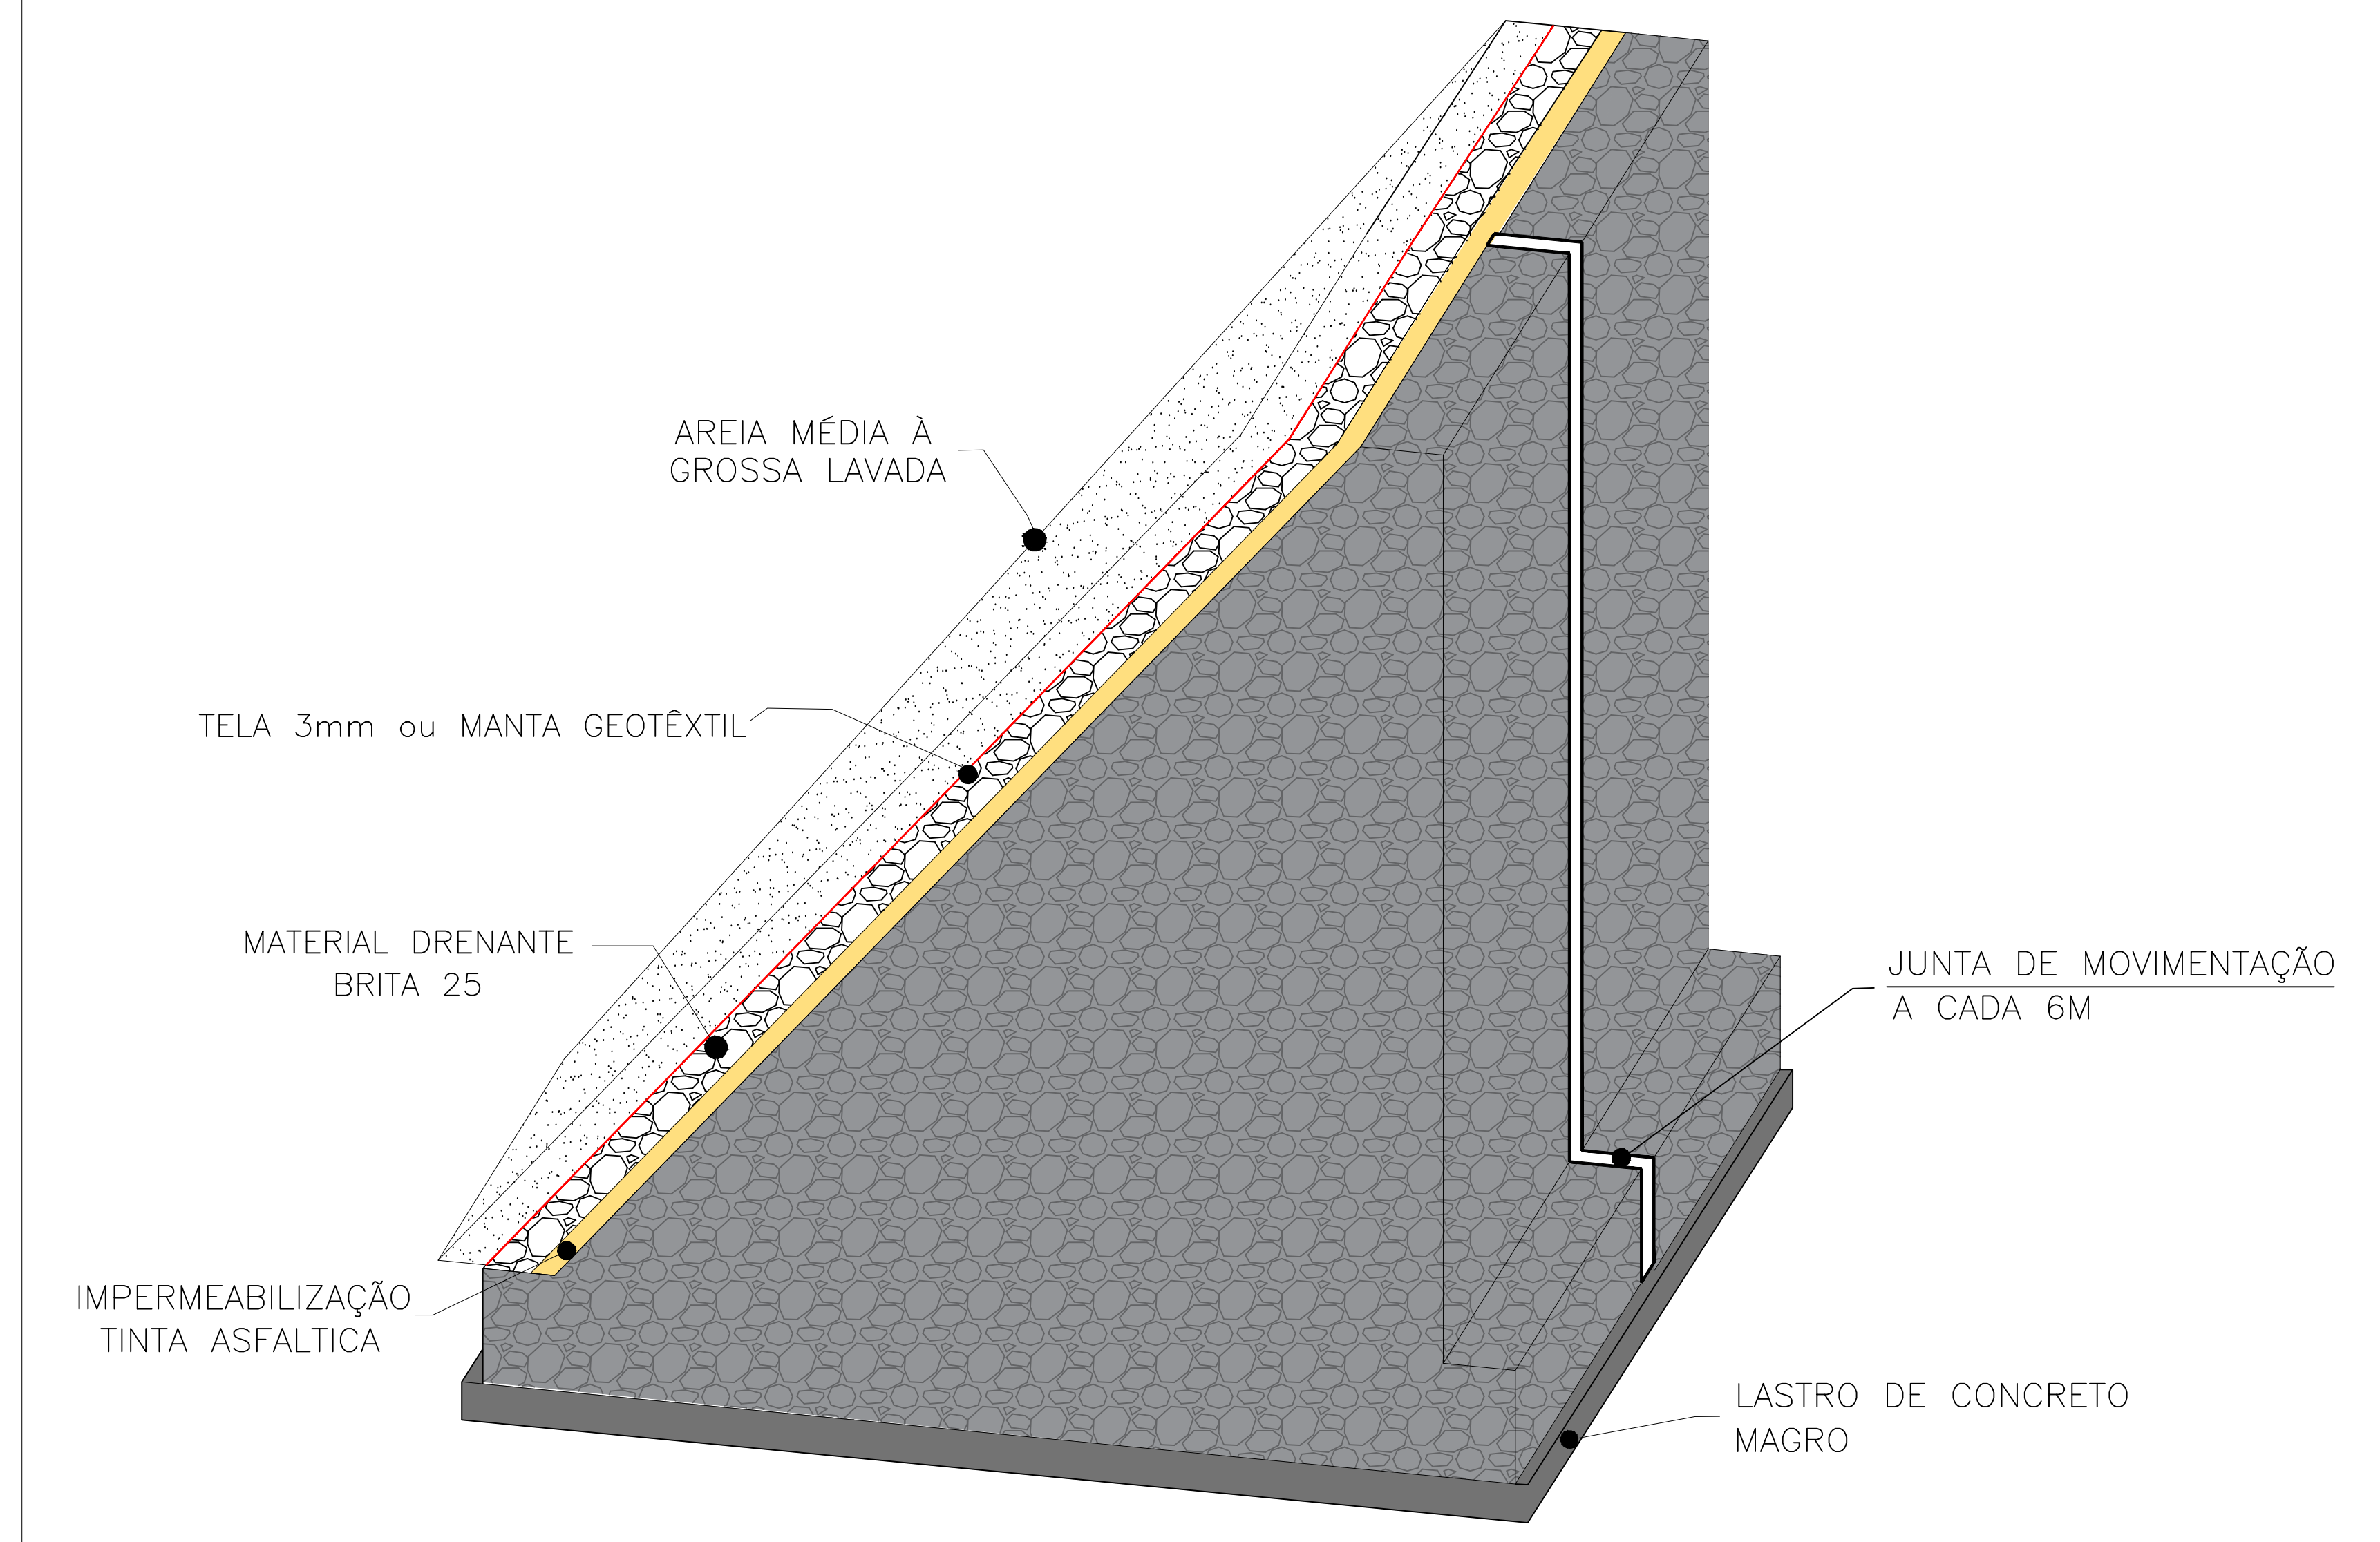 AREIA MÉDIA À
GROSSA LAVADA
TELA 3mm ou MANTA GEOTÊXTIL
MATERIAL DRENANTE
BRITA 25
JUNTA DE MOVIMENTAÇÃO
A CADA 6M
IMPERMEABILIZAÇÃO
TINTA ASFALTICA
LASTRO DE CONCRETO
MAGRO